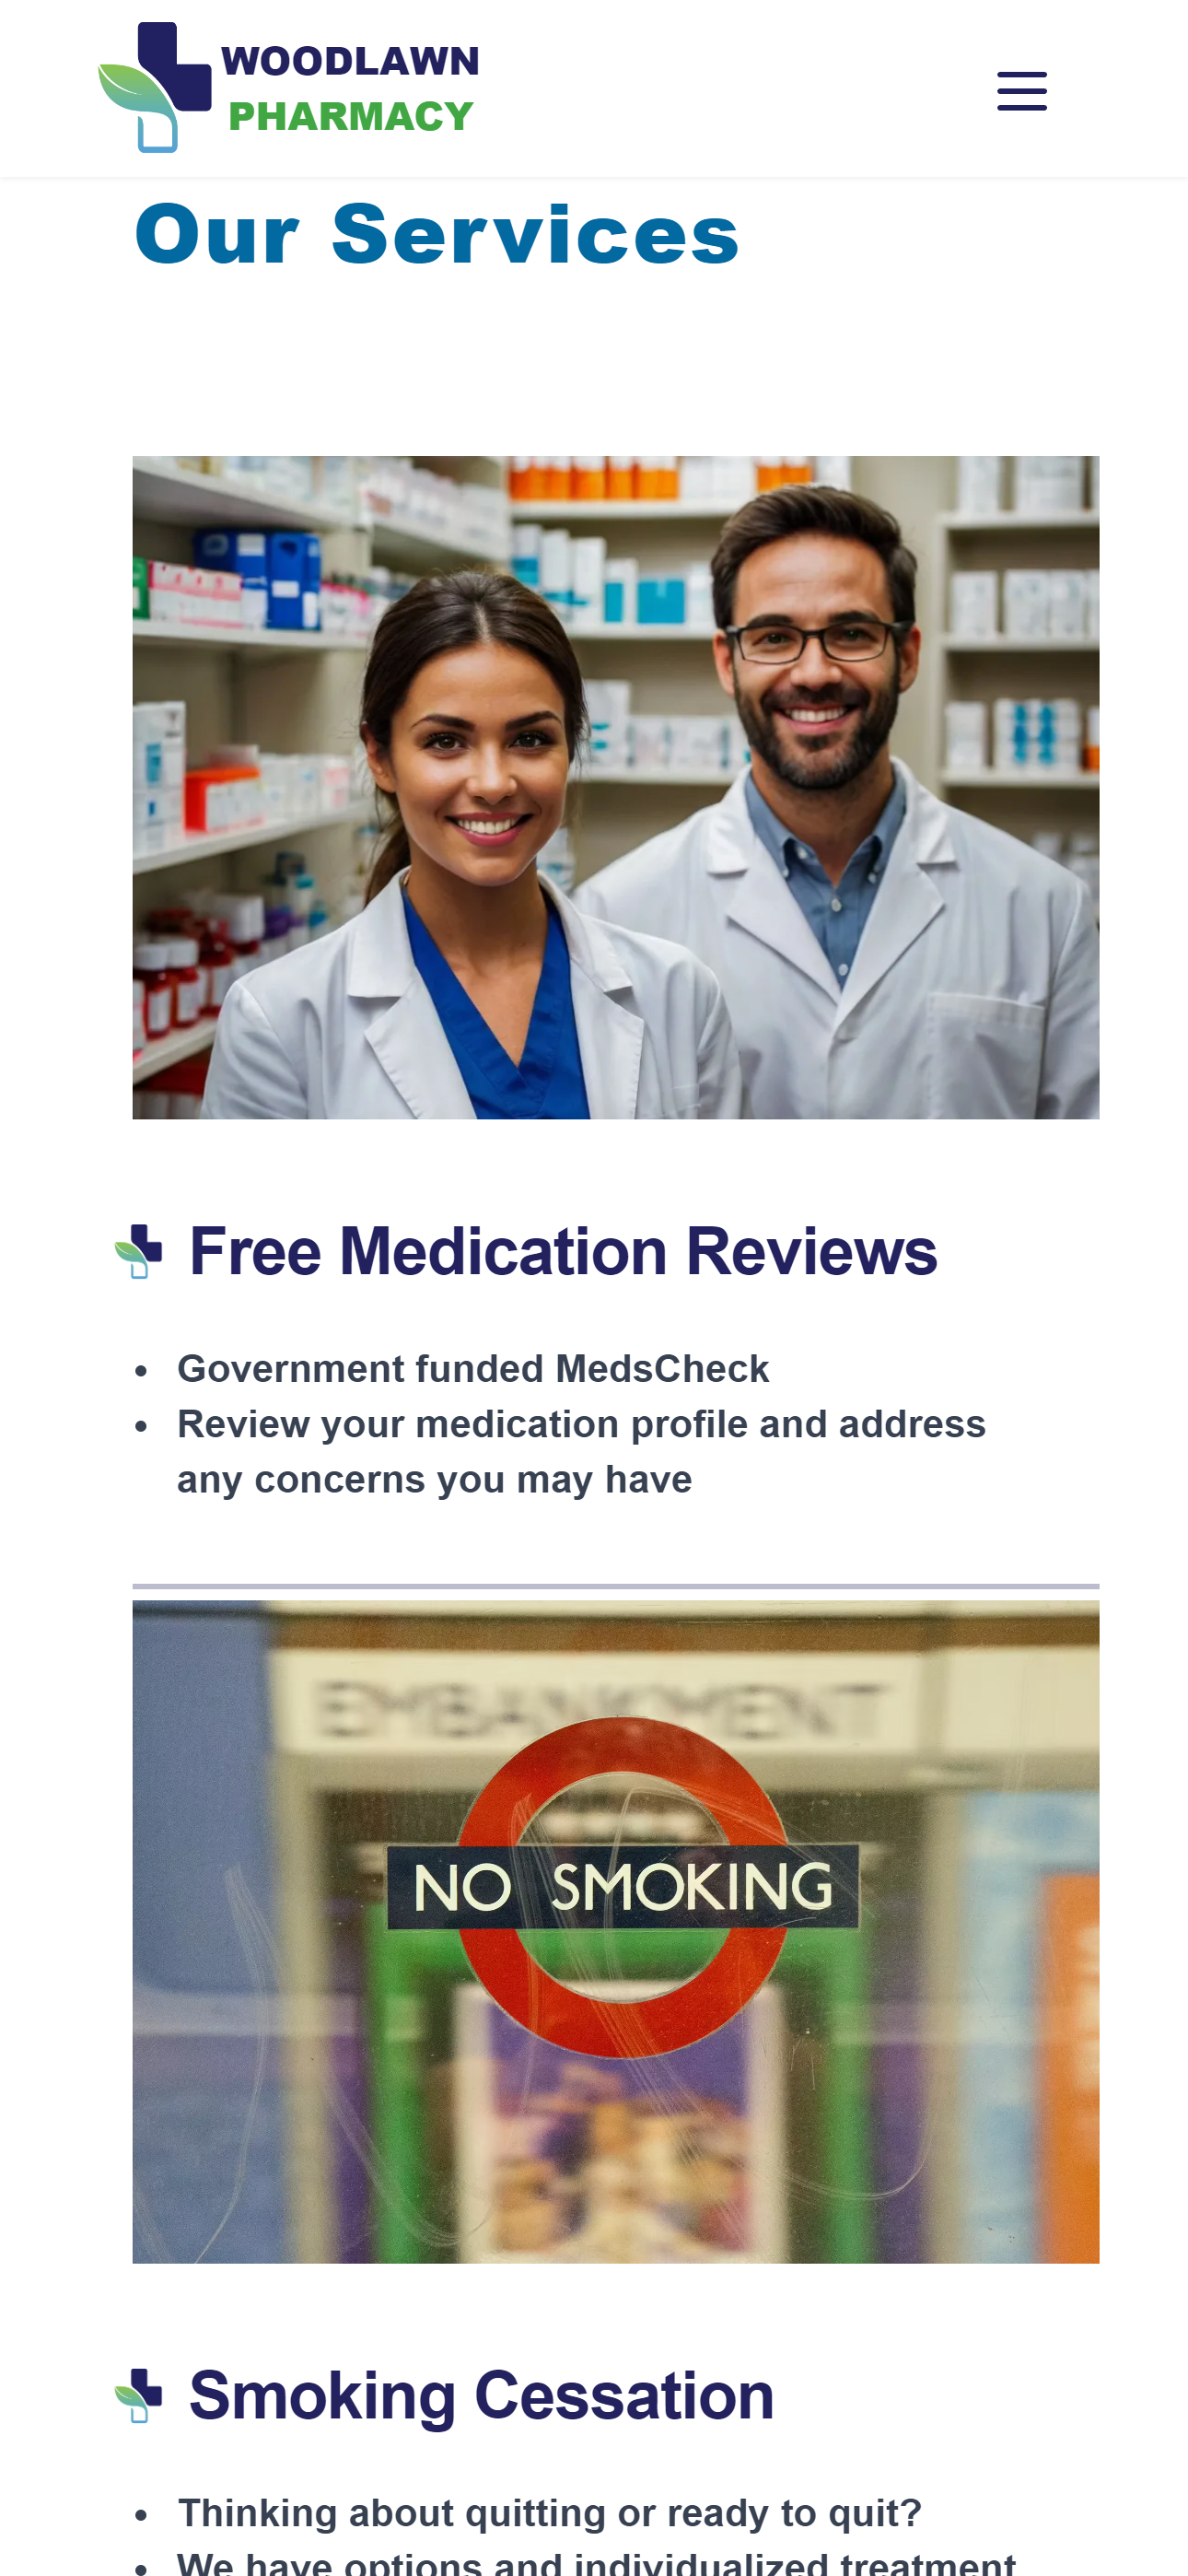 WOODLAWN
PHARMACY
Our Services
Free Medication Reviews
• Government funded MedsCheck
• Review your medication profile and address
any concerns you may have
EMBANKMENT
NO SMOKING
Smoking Cessation
• Thinking about quitting or ready to quit?
• We have options and individualized treatment